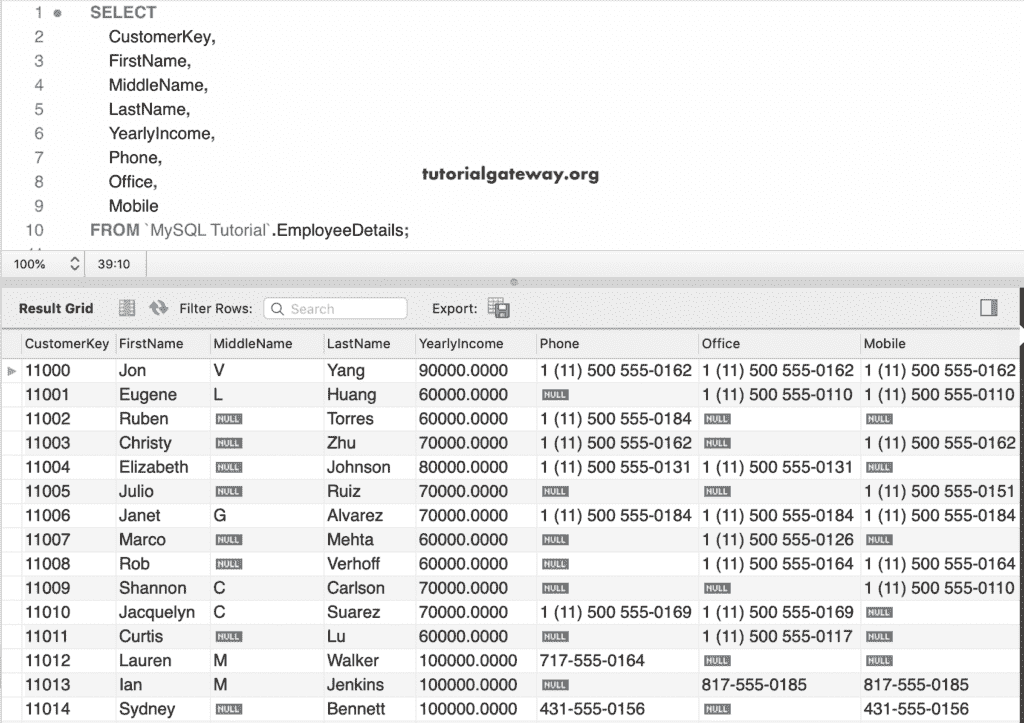 1 SELECT
2 CustomerKey,
3 FirstName,
4 MiddleName,
5 LastName,
6 YearlyIncome,
7 Phone,
8 Office,
9 Mobile
10 FROM `MySQL Tutorial`.EmployeeDetails;
tutorialgateway.org
100% 39:10
Result Grid Filter Rows: Search Export:
CustomerKey FirstName MiddleName LastName YearlyIncome Phone Office Mobile
11000 Jon V Yang 90000.0000 1 (11) 500 555-0162 1 (11) 500 555-0162 1 (11) 500 555-0162
11001 Eugene L Huang 60000.0000 NULL 1 (11) 500 555-0110 1 (11) 500 555-0110
11002 Ruben NULL Torres 60000.0000 1 (11) 500 555-0184 NULL NULL
11003 Christy NULL Zhu 70000.0000 1 (11) 500 555-0162 NULL 1 (11) 500 555-0162
11004 Elizabeth NULL Johnson 80000.0000 1 (11) 500 555-0131 1 (11) 500 555-0131 NULL
11005 Julio NULL Ruiz 70000.0000 NULL NULL 1 (11) 500 555-0151
11006 Janet G Alvarez 70000.0000 1 (11) 500 555-0184 1 (11) 500 555-0184 1 (11) 500 555-0184
11007 Marco NULL Mehta 60000.0000 NULL 1 (11) 500 555-0126 NULL
11008 Rob NULL Verhoff 60000.0000 NULL 1 (11) 500 555-0164 1 (11) 500 555-0164
11009 Shannon C Carlson 70000.0000 NULL NULL 1 (11) 500 555-0110
11010 Jacquelyn C Suarez 70000.0000 1 (11) 500 555-0169 1 (11) 500 555-0169 NULL
11011 Curtis NULL Lu 60000.0000 NULL 1 (11) 500 555-0117 NULL
11012 Lauren M Walker 100000.0000 717-555-0164 NULL NULL
11013 Ian M Jenkins 100000.0000 NULL 817-555-0185 817-555-0185
11014 Sydney NULL Bennett 100000.0000 431-555-0156 NULL 431-555-0156